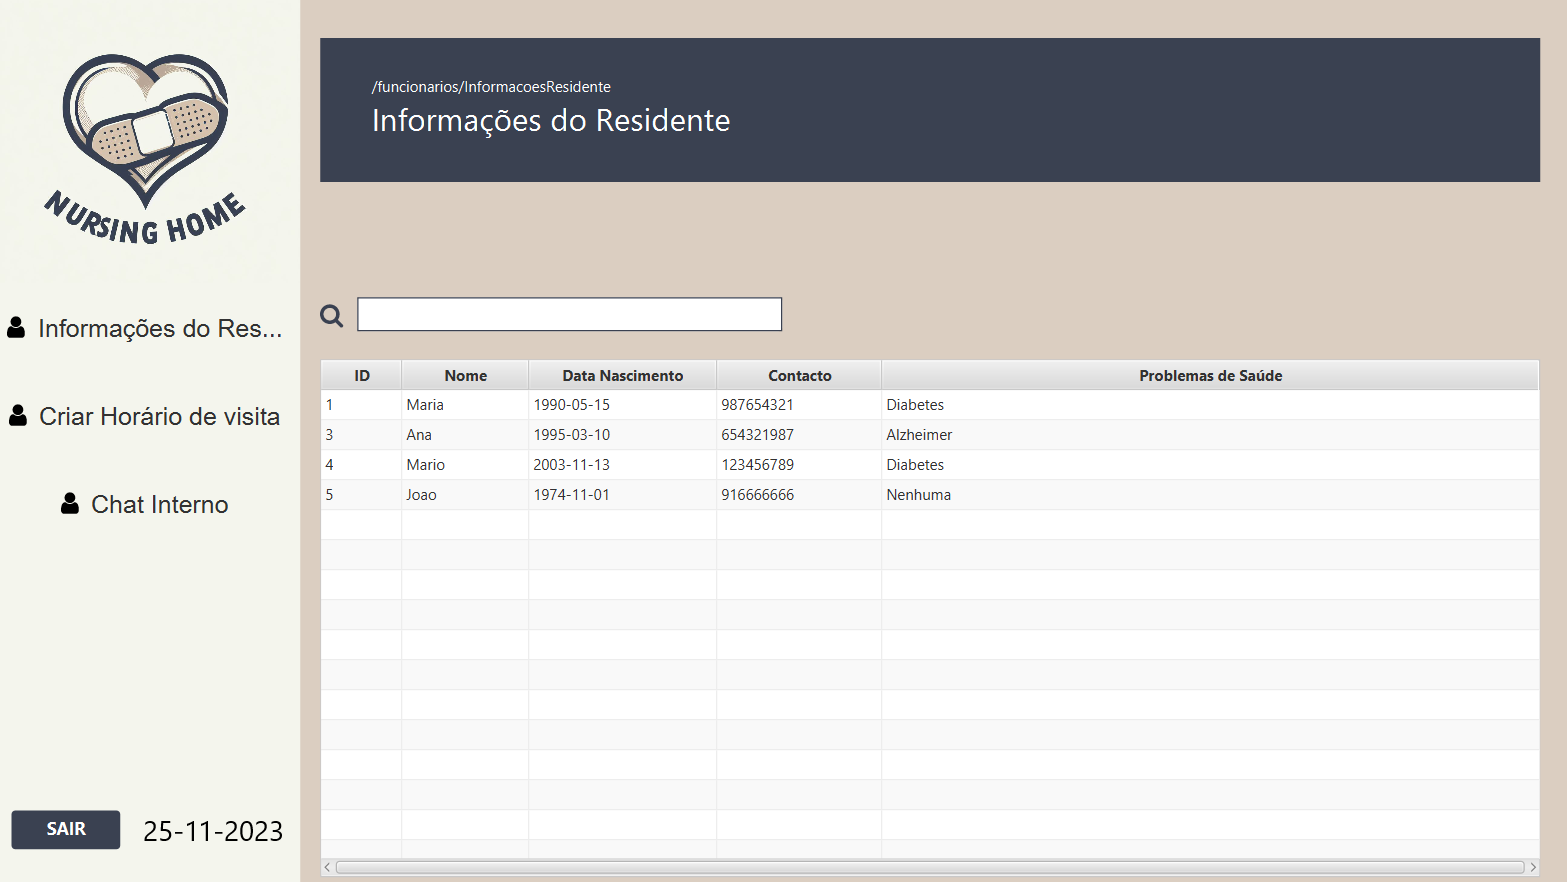 NURSING HOME
Informações do Res...
Criar Horário de visita
Chat Interno
SAIR 25-11-2023
/funcionarios/InformacoesResidente
Informações do Residente
ID Nome Data Nascimento Contacto Problemas de Saúde
1 Maria 1990-05-15 987654321 Diabetes
3 Ana 1995-03-10 654321987 Alzheimer
4 Mario 2003-11-13 123456789 Diabetes
5 Joao 1974-11-01 916666666 Nenhuma